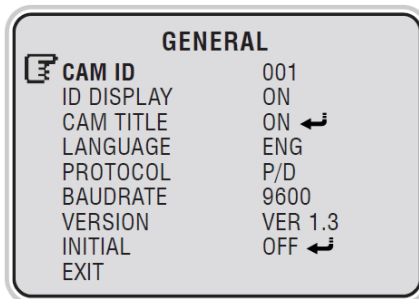 GENERAL
CAM ID 001
ID DISPLAY ON
CAM TITLE ON
LANGUAGE ENG
PROTOCOL P/D
BAUDRATE 9600
VERSION VER 1.3
INITIAL OFF
EXIT